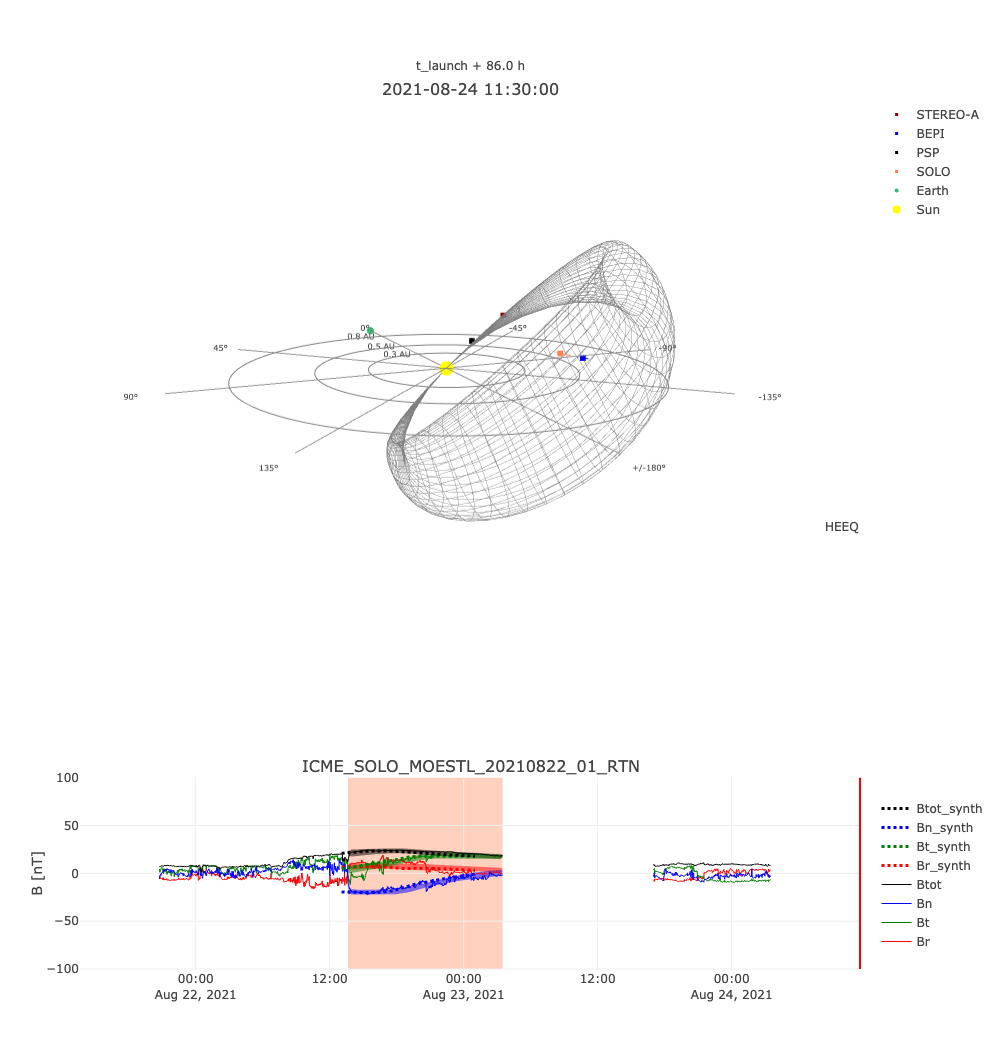 t_launch + 86.0 h
2021-08-24 11:30:00
STEREO-A
BEPI
PSP
SOLO
Earth
Sun
0°
-45°
0.8 AU
0.5 AU
0.3 AU
45°
-90°
90°
-135°
135°
+/-180°
HEEQ
ICME_SOLO_MOESTL_20210822_01_RTN
B [nT]
100
50
0
−50
−100
00:00
Aug 22, 2021
12:00
00:00
Aug 23, 2021
12:00
00:00
Aug 24, 2021
Btot_synth
Bn_synth
Bt_synth
Br_synth
Btot
Bn
Bt
Br